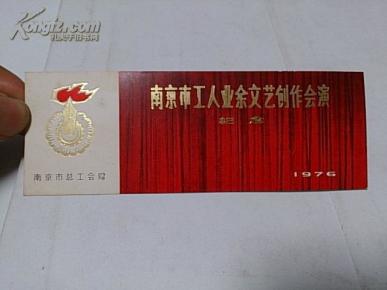 Kongfz.com
孔夫子旧书网
南京市工人业余文艺创作会演
纪念
南京市总工会赠
1976